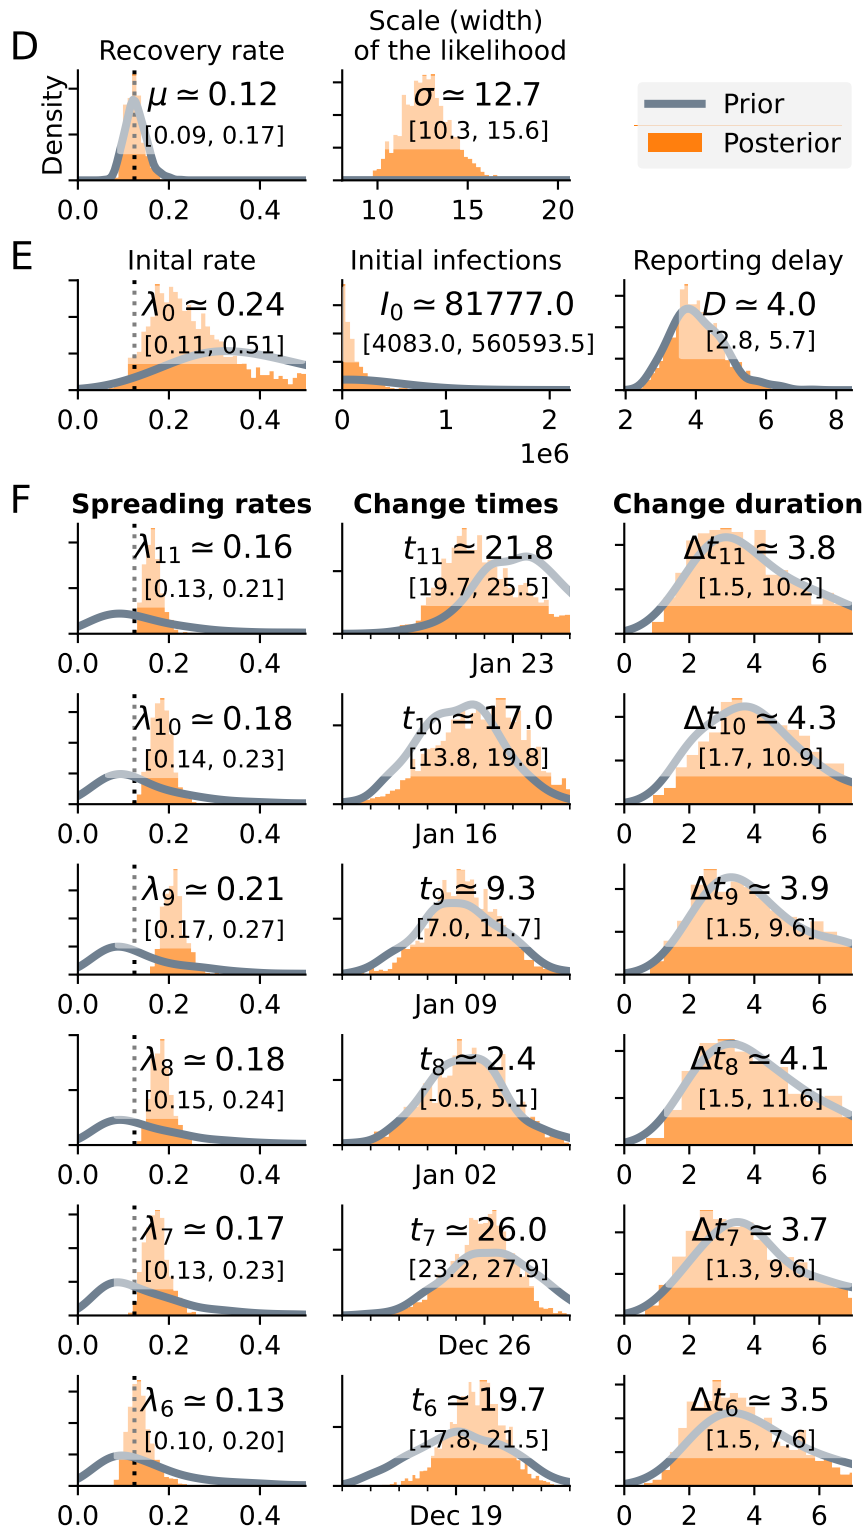 D
Scale (width)
Recovery rate
of the likelihood
Density
μ ≃ 0.12
[0.09, 0.17]
σ ≃ 12.7
[10.3, 15.6]
Prior
Posterior
0.0 0.2 0.4
10 15 20
E
Inital rate
Initial infections
Reporting delay
λ0 ≃ 0.24
[0.11, 0.51]
I0 ≃ 81777.0
[4083.0, 560593.5]
D ≃ 4.0
[2.8, 5.7]
0.0 0.2 0.4
0 1 2
1e6
2 4 6 8
F
Spreading rates
Change times
Change duration
λ11 ≃ 0.16
[0.13, 0.21]
t11 ≃ 21.8
[19.7, 25.5]
Δt11 ≃ 3.8
[1.5, 10.2]
0.0 0.2 0.4
Jan 23
0 2 4 6
λ10 ≃ 0.18
[0.14, 0.23]
t10 ≃ 17.0
[13.8, 19.8]
Δt10 ≃ 4.3
[1.7, 10.9]
0.0 0.2 0.4
Jan 16
0 2 4 6
λ9 ≃ 0.21
[0.17, 0.27]
t9 ≃ 9.3
[7.0, 11.7]
Δt9 ≃ 3.9
[1.5, 9.6]
0.0 0.2 0.4
Jan 09
0 2 4 6
λ8 ≃ 0.18
[0.15, 0.24]
t8 ≃ 2.4
[-0.5, 5.1]
Δt8 ≃ 4.1
[1.5, 11.6]
0.0 0.2 0.4
Jan 02
0 2 4 6
λ7 ≃ 0.17
[0.13, 0.23]
t7 ≃ 26.0
[23.2, 27.9]
Δt7 ≃ 3.7
[1.3, 9.6]
0.0 0.2 0.4
Dec 26
0 2 4 6
λ6 ≃ 0.13
[0.10, 0.20]
t6 ≃ 19.7
[17.8, 21.5]
Δt6 ≃ 3.5
[1.5, 7.6]
0.0 0.2 0.4
Dec 19
0 2 4 6